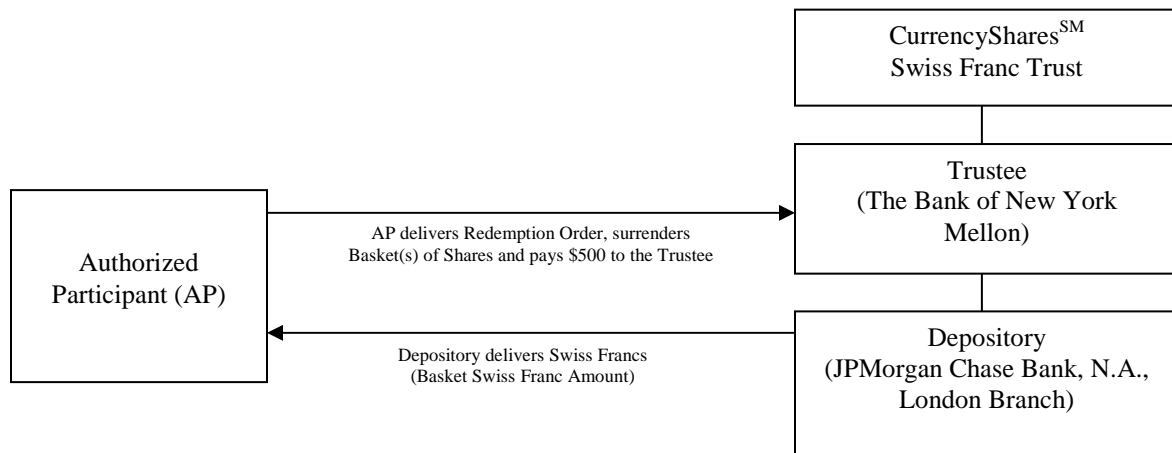 CurrencyShares^SM
Swiss Franc Trust
Trustee
(The Bank of New York
Mellon)
AP delivers Redemption Order, surrenders
Basket(s) of Shares and pays $500 to the Trustee
Authorized
Participant (AP)
Depository delivers Swiss Francs
(Basket Swiss Franc Amount)
Depository
(JPMorgan Chase Bank, N.A.,
London Branch)